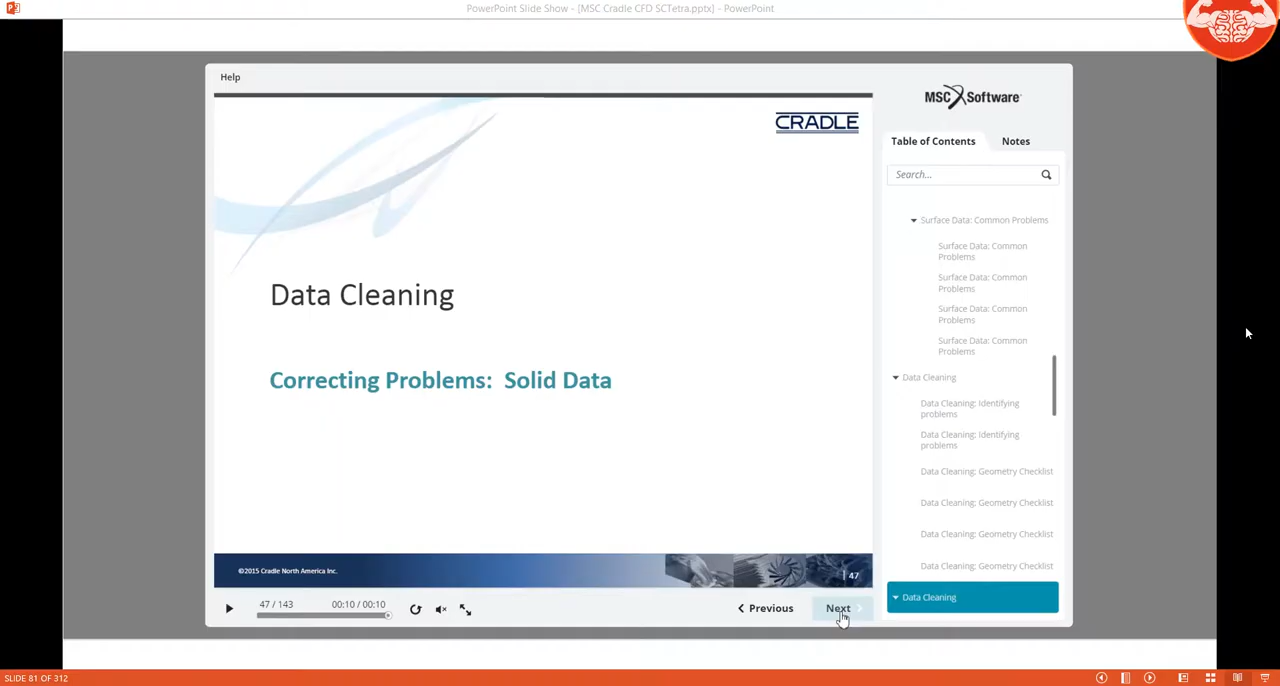 PowerPoint Slide Show - [MSC Cradle CFD SCTetra.pptx] - PowerPoint
Help
CRADLE
Data Cleaning
Correcting Problems: Solid Data
©2015 Cradle North America Inc.
| 47
47 / 143
00:10 / 00:10
Previous
Next
MSC Software
Table of Contents
Notes
Search...
Surface Data: Common Problems
Surface Data: Common
Problems
Surface Data: Common
Problems
Surface Data: Common
Problems
Surface Data: Common
Problems
Data Cleaning
Data Cleaning: Identifying
problems
Data Cleaning: Identifying
problems
Data Cleaning: Geometry Checklist
Data Cleaning: Geometry Checklist
Data Cleaning: Geometry Checklist
Data Cleaning: Geometry Checklist
Data Cleaning
SLIDE 81 OF 312